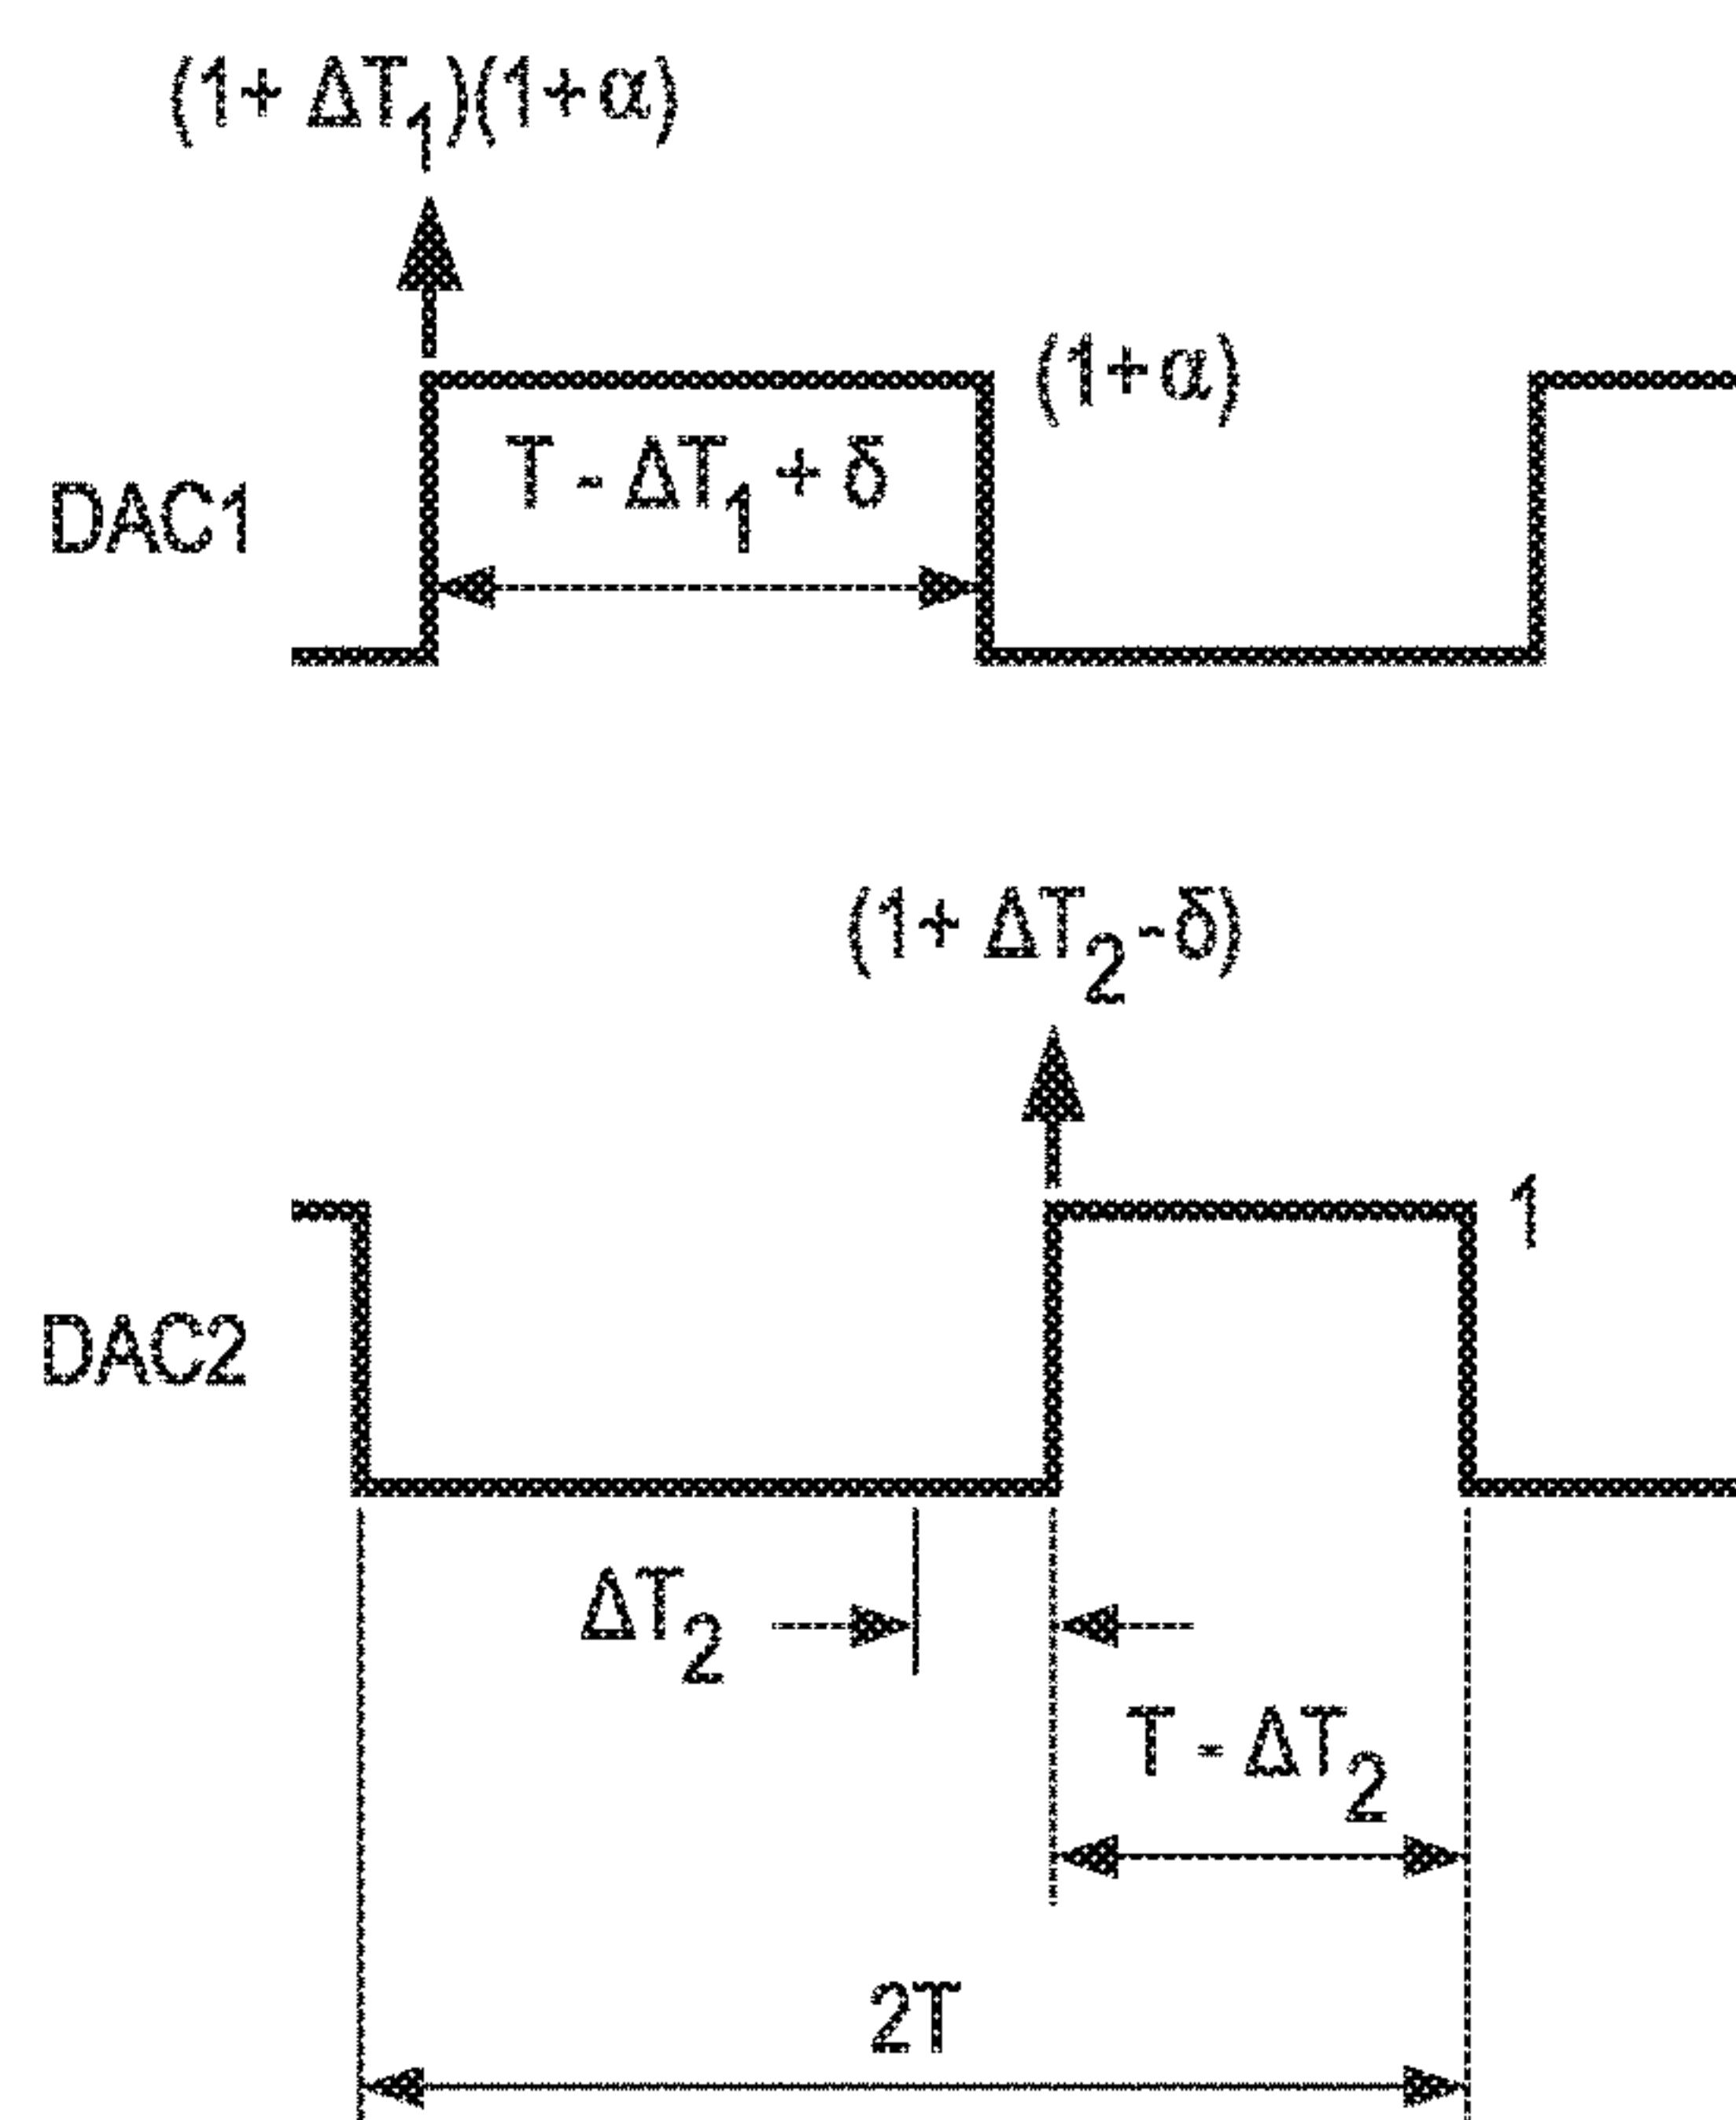 (1+ ΔT₁)(1+α)
(1+α)
T - ΔT₁ + δ
DAC1
(1+ ΔT₂-δ)
1
DAC2
ΔT₂
T - ΔT₂
2T